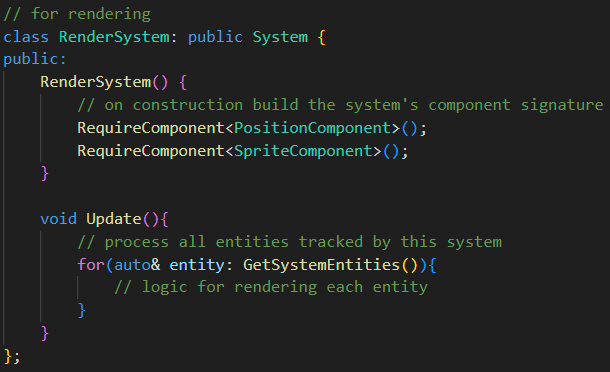 // for rendering
class RenderSystem: public System {
public:
    RenderSystem() {
        // on construction build the system's component signature
        RequireComponent<PositionComponent>();
        RequireComponent<SpriteComponent>();
    }

    void Update(){
        // process all entities tracked by this system
        for(auto& entity: GetSystemEntities()){
            // logic for rendering each entity
        }
    }
};